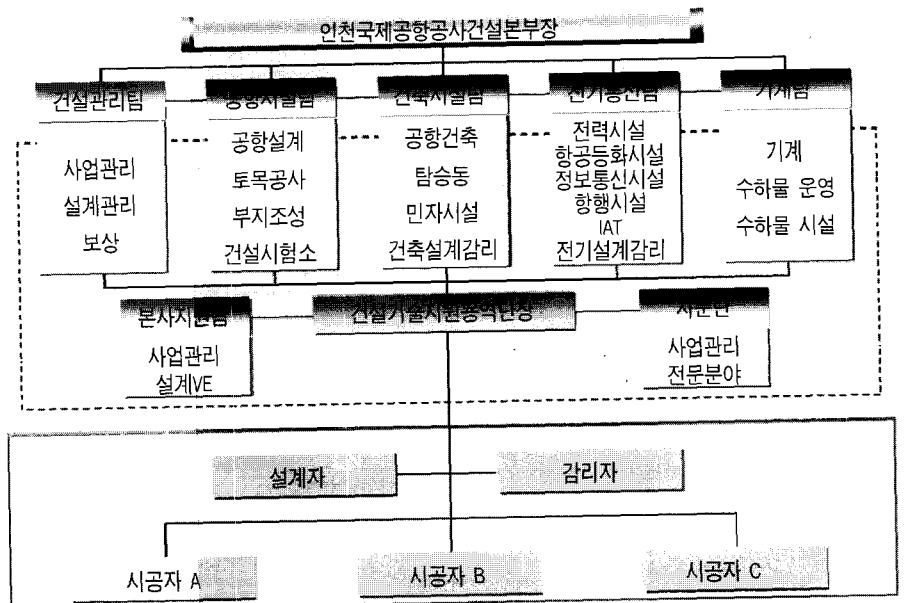 인천국제공항공사건설본부장
건설관리팀
공항시설팀
건축시설팀
전기통신팀
기계팀
사업관리
설계관리
보상
공항설계
토목공사
부지조성
건설시험소
공항건축
탑승동
민자시설
건축설계감리
전력시설
항공등화시설
정보통신시설
항행시설
IAT
전기설계감리
기계
수하물 운영
수하물 시설
본사지원팀
사업관리
설계VE
건설기술지원용역단장
자문단
사업관리
전문분야
설계자
감리자
시공자 A
시공자 B
시공자 C